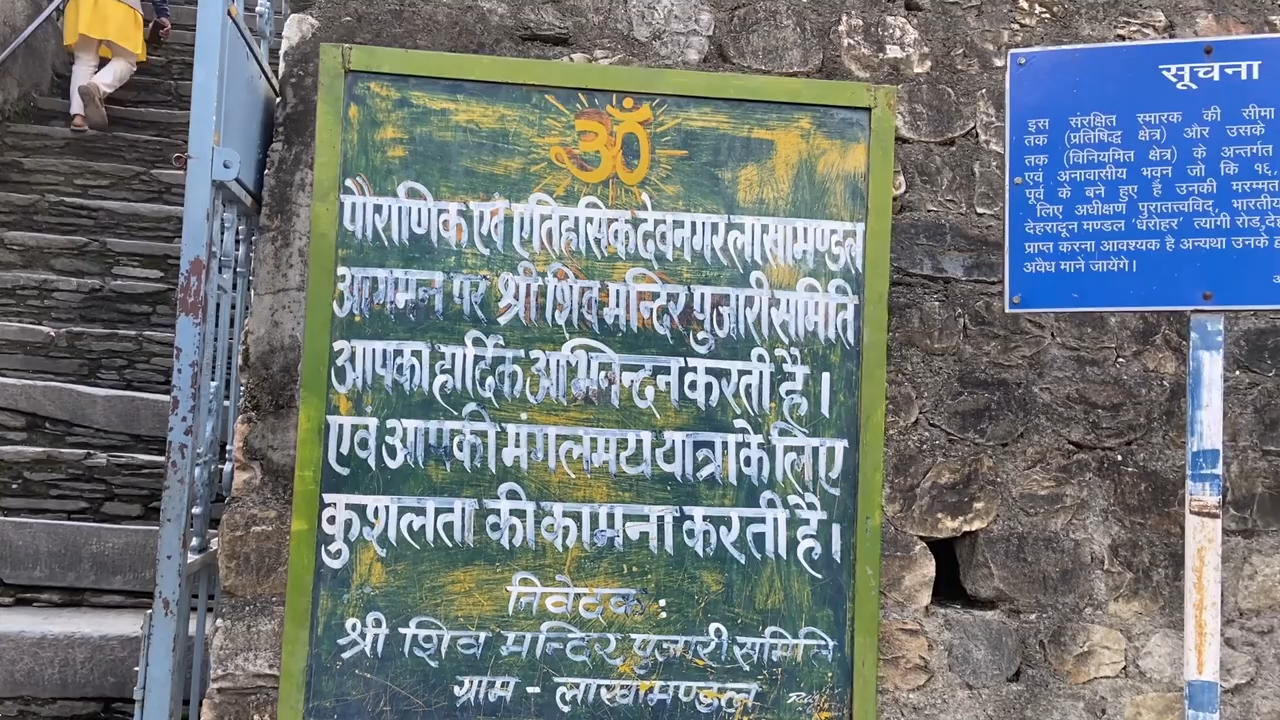 ॐ
पौराणिक एवं एतिहसिक देवनगर लाखामण्डल
आगमन पर श्री शिव मन्दिर पुजारी समिति
आपका हार्दिक अभिनन्दन करती है ।
एवं आपकी मंगलमय यात्रा के लिए
कुशलता की कामना करती है ।
निवेदक :
श्री शिव मन्दिर पुजारी समिति
ग्राम - लाखामण्डल
सूचना
इस संरक्षित स्मारक की सीमा
तक (प्रतिषिद्ध क्षेत्र) और उसके
तक (विनियमित क्षेत्र) के अन्तर्गत
एवं अनावासीय भवन जो कि १६,
पूर्व के बने हुए है उनकी मरम्मत
लिए अधीक्षण पुरातत्त्वविद, भारतीय
देहरादून मण्डल 'धरोहर' त्यागी रोड,दे
प्राप्त करना आवश्यक है अन्यथा उनके
अवैध माने जायेंगे।